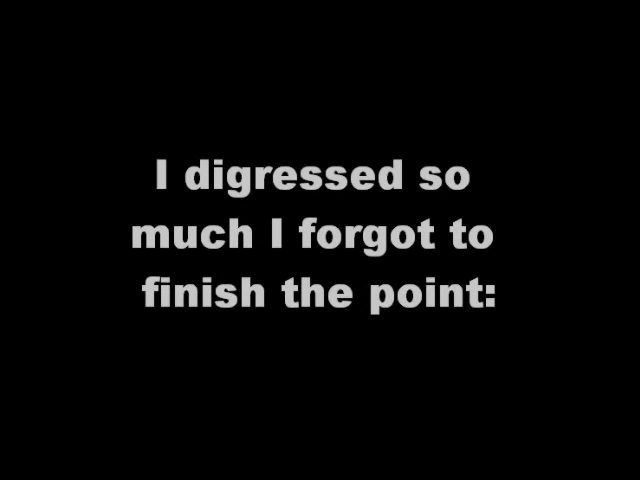 I digressed so
much I forgot to
finish the point: